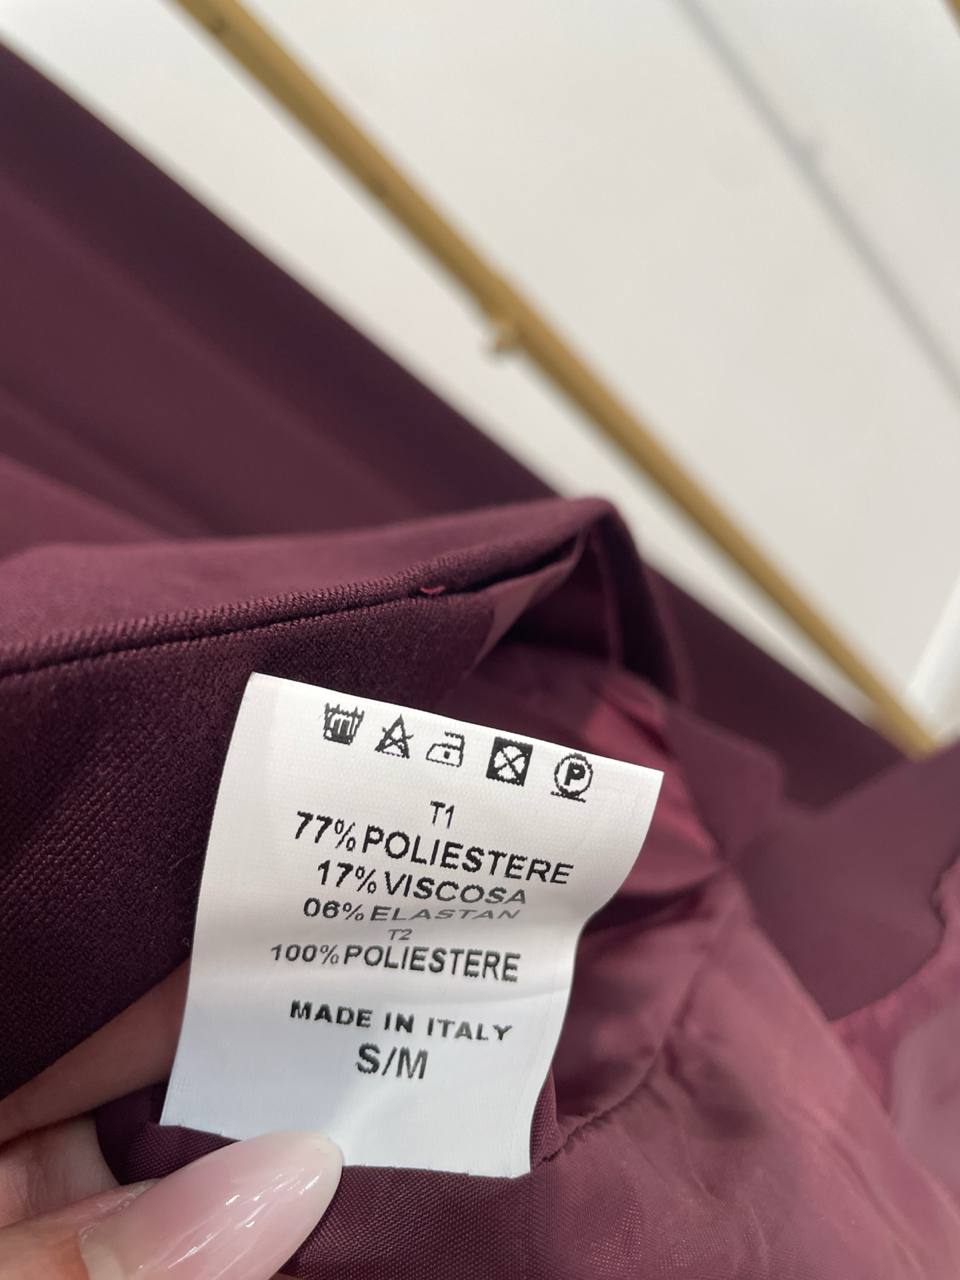 P
T1
77%POLIESTERE
17%VISCOSA
06%ELASTAN
T2
100%POLIESTERE
MADE IN ITALY
S/M